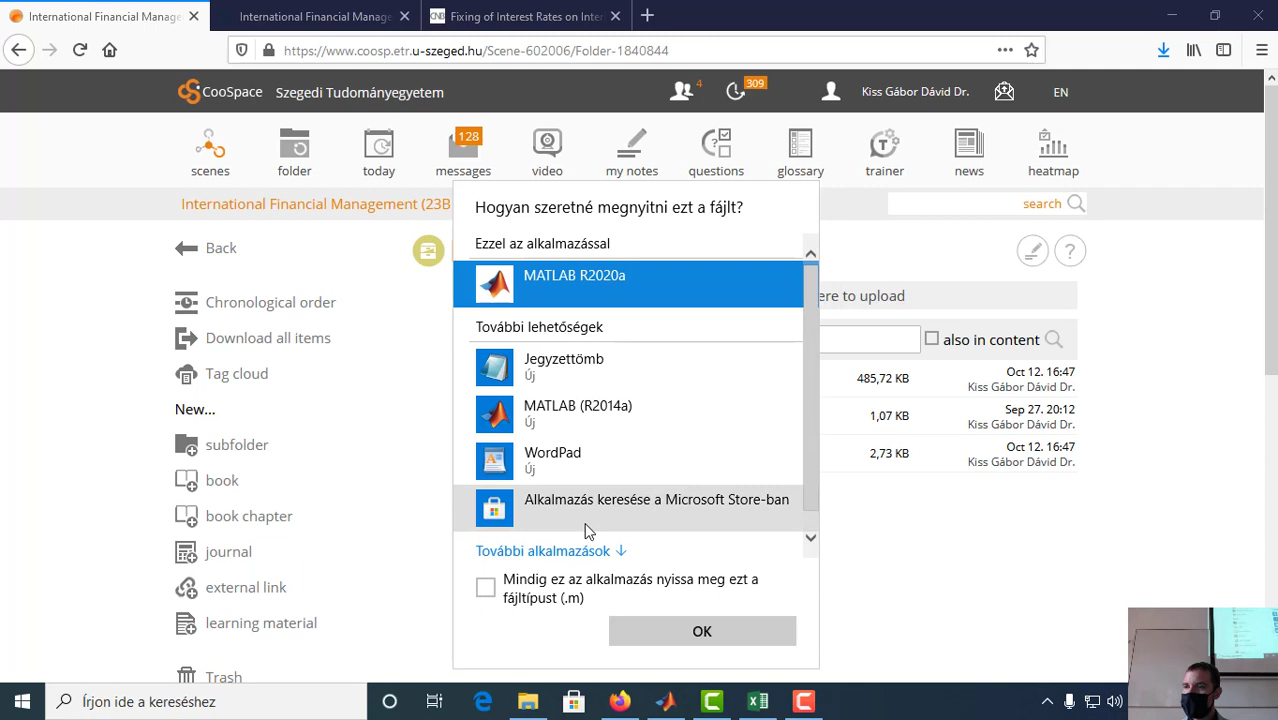 International Financial Manage
International Financial Manage
CNB
Fixing of Interest Rates on Inter
https://www.coosp.etr.u-szeged.hu/Scene-602006/Folder-1840844
CooSpace
Szegedi Tudományegyetem
4
309
Kiss Gábor Dávid Dr.
EN
scenes
folder
today
128
messages
video
my notes
questions
glossary
T
trainer
news
heatmap
International Financial Management (23B
search
Back
Chronological order
Download all items
Tag cloud
New...
subfolder
book
book chapter
journal
external link
learning material
Trash
Hogyan szeretné megnyitni ezt a fájlt?
Ezzel az alkalmazással
MATLAB R2020a
További lehetőségek
Jegyzettömb
Új
MATLAB (R2014a)
Új
WordPad
Új
Alkalmazás keresése a Microsoft Store-ban
További alkalmazások
Mindig ez az alkalmazás nyissa meg ezt a
fájltípust (.m)
OK
?
ere to upload
also in content
485,72 KB
Oct 12. 16:47
Kiss Gábor Dávid Dr.
1,07 KB
Sep 27. 20:12
Kiss Gábor Dávid Dr.
2,73 KB
Oct 12. 16:47
Kiss Gábor Dávid Dr.
Írjon ide a kereséshez